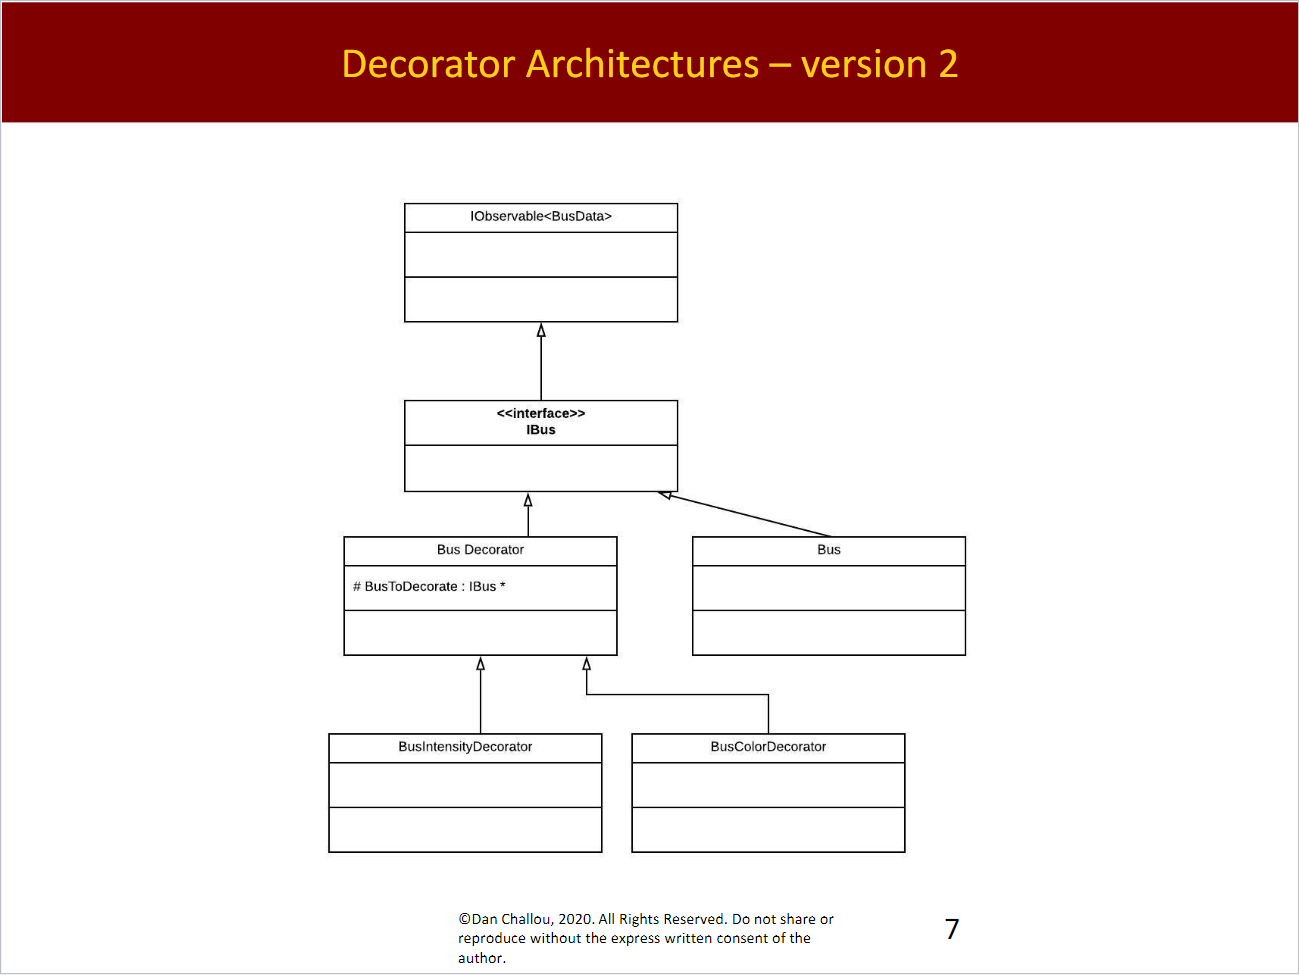 Decorator Architectures – version 2
IObservable<BusData>
<<interface>>
IBus
Bus Decorator
# BusToDecorate : IBus *
Bus
BusIntensityDecorator
BusColorDecorator
©Dan Challou, 2020. All Rights Reserved. Do not share or
reproduce without the express written consent of the
author.
7